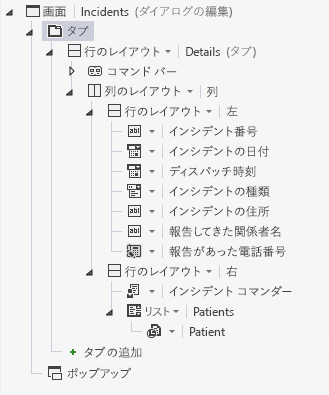 画面 Incidents (ダイアログの編集)
タブ
行のレイアウト Details (タブ)
コマンド バー
列のレイアウト 列
行のレイアウト 左
abI インシデント番号
インシデントの日付
ディスパッチ時刻
インシデントの種類
abI インシデントの住所
abI 報告してきた関係者名
報告があった電話番号
行のレイアウト 右
インシデント コマンダー
リスト Patients
Patient
タブの追加
ポップアップ